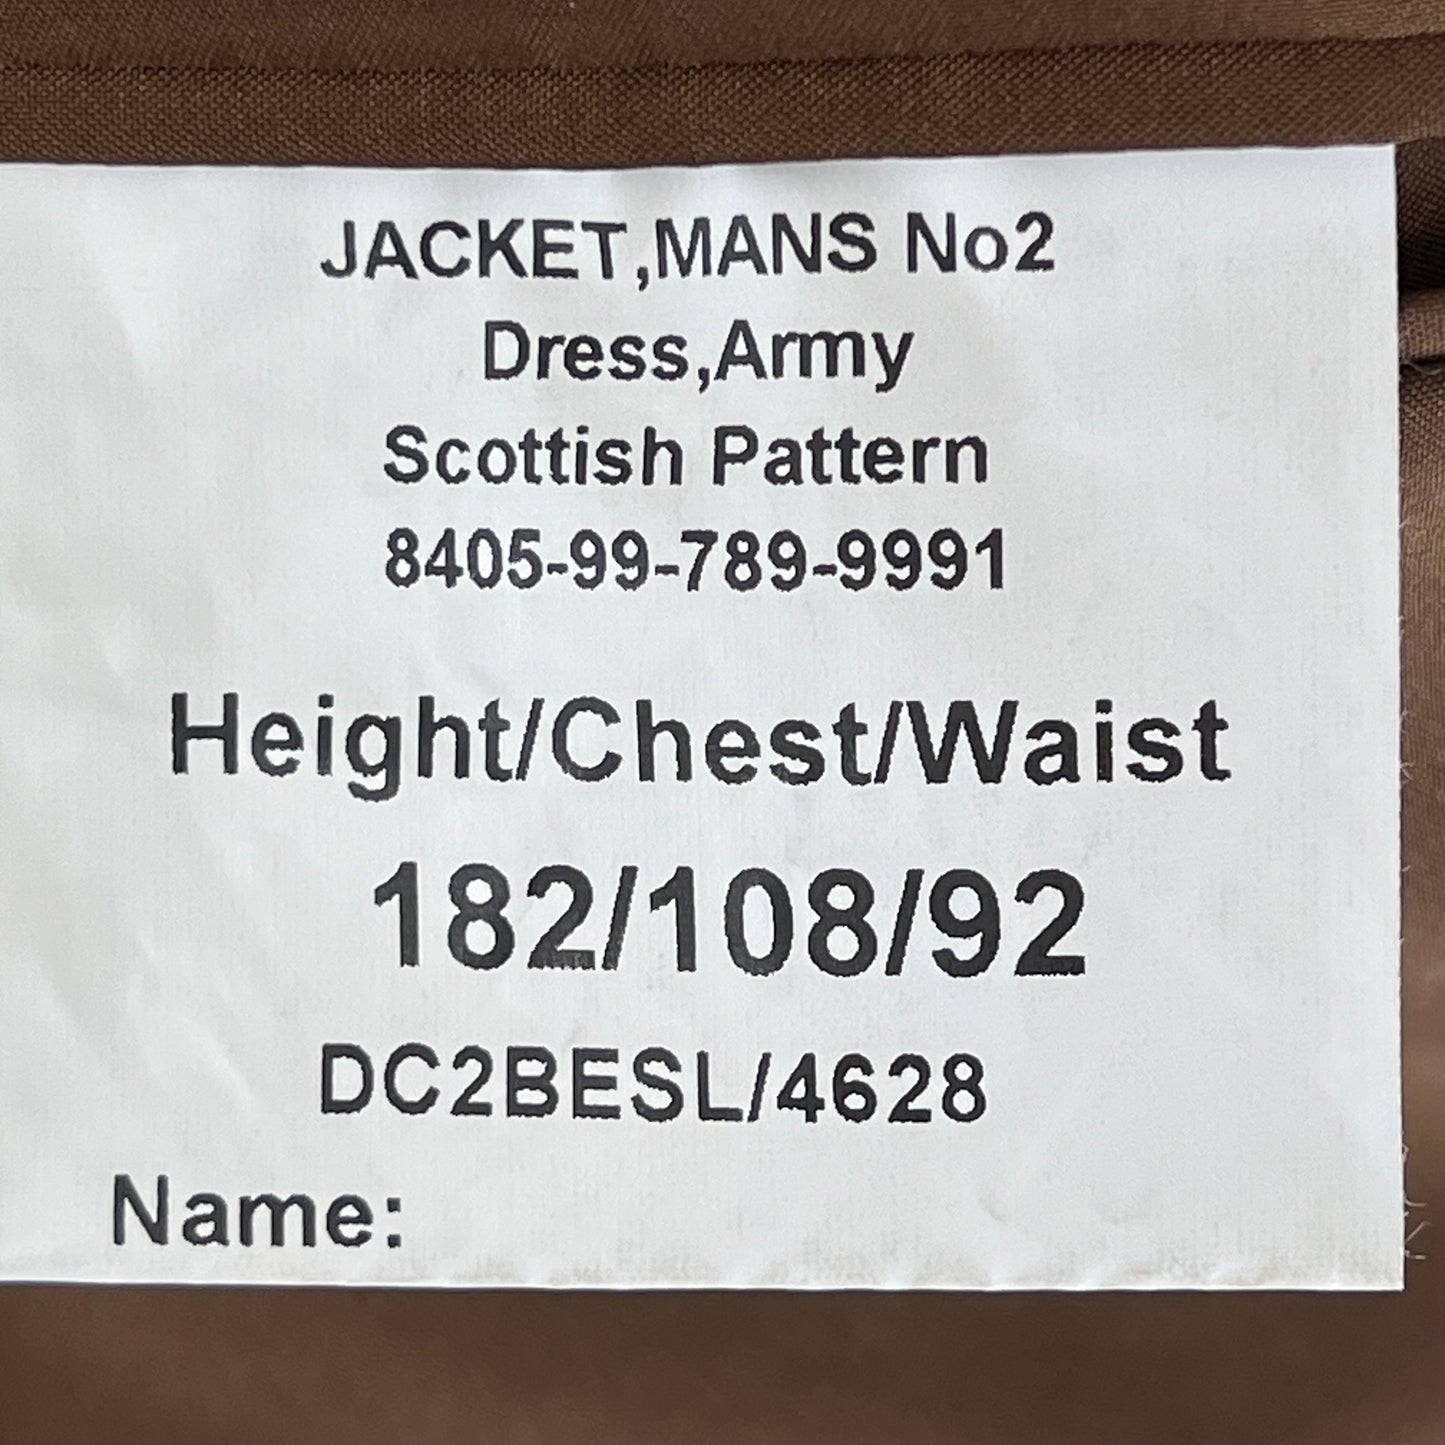 JACKET,MANS No2
Dress,Army
Scottish Pattern
8405-99-789-9991
Height/Chest/Waist
182/108/92
DC2BESL/4628
Name: